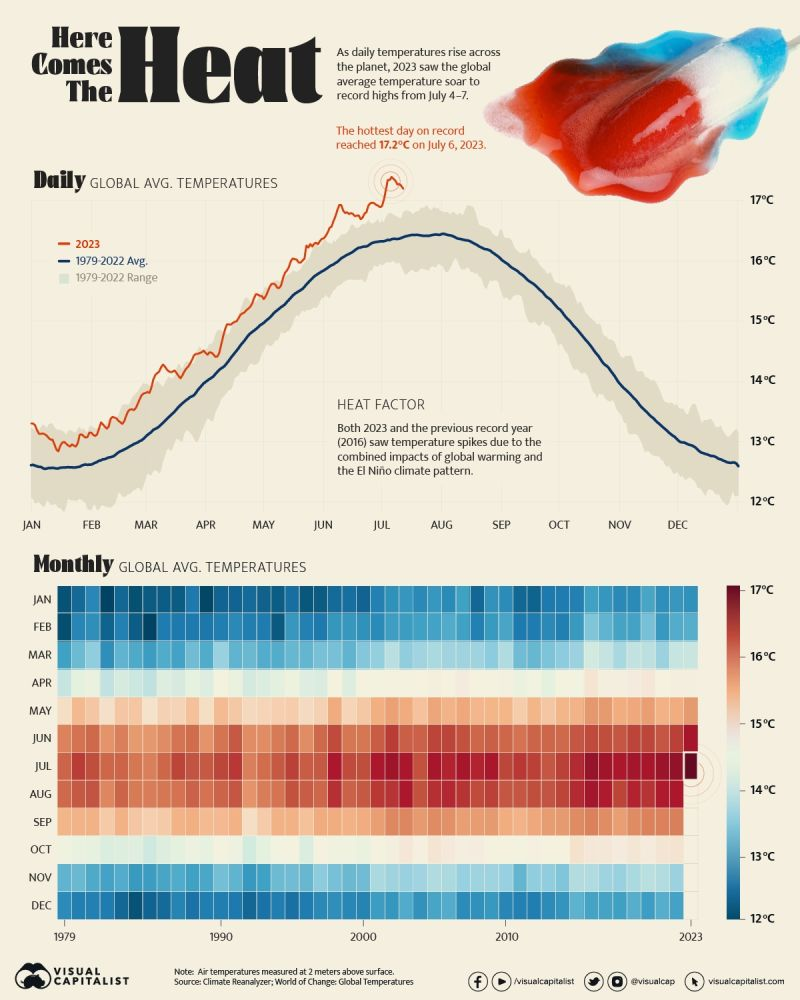 Here
Comes
The
Heat
As daily temperatures rise across
the planet, 2023 saw the global
average temperature soar to
record highs from July 4–7.
The hottest day on record
reached 17.2°C on July 6, 2023.
Daily GLOBAL AVG. TEMPERATURES
2023
1979-2022 Avg.
1979-2022 Range
17°C
16°C
15°C
14°C
13°C
12°C
HEAT FACTOR
Both 2023 and the previous record year
(2016) saw temperature spikes due to the
combined impacts of global warming and
the El Niño climate pattern.
JAN FEB MAR APR MAY JUN JUL AUG SEP OCT NOV DEC
Monthly GLOBAL AVG. TEMPERATURES
JAN
FEB
MAR
APR
MAY
JUN
JUL
AUG
SEP
OCT
NOV
DEC
17°C
16°C
15°C
14°C
13°C
12°C
1979 1990 2000 2010 2023
VISUAL
CAPITALIST
Note: Air temperatures measured at 2 meters above surface.
Source: Climate Reanalyzer; World of Change: Global Temperatures
/visualcapitalist @visualcap visualcapitalist.com